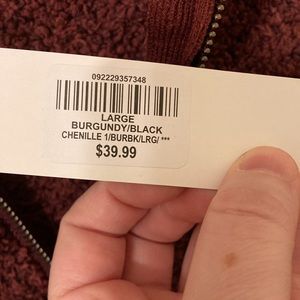 092229357348
LARGE
BURGUNDY/BLACK
CHENILLE 1/BURBK/LRG/ ***
$39.99